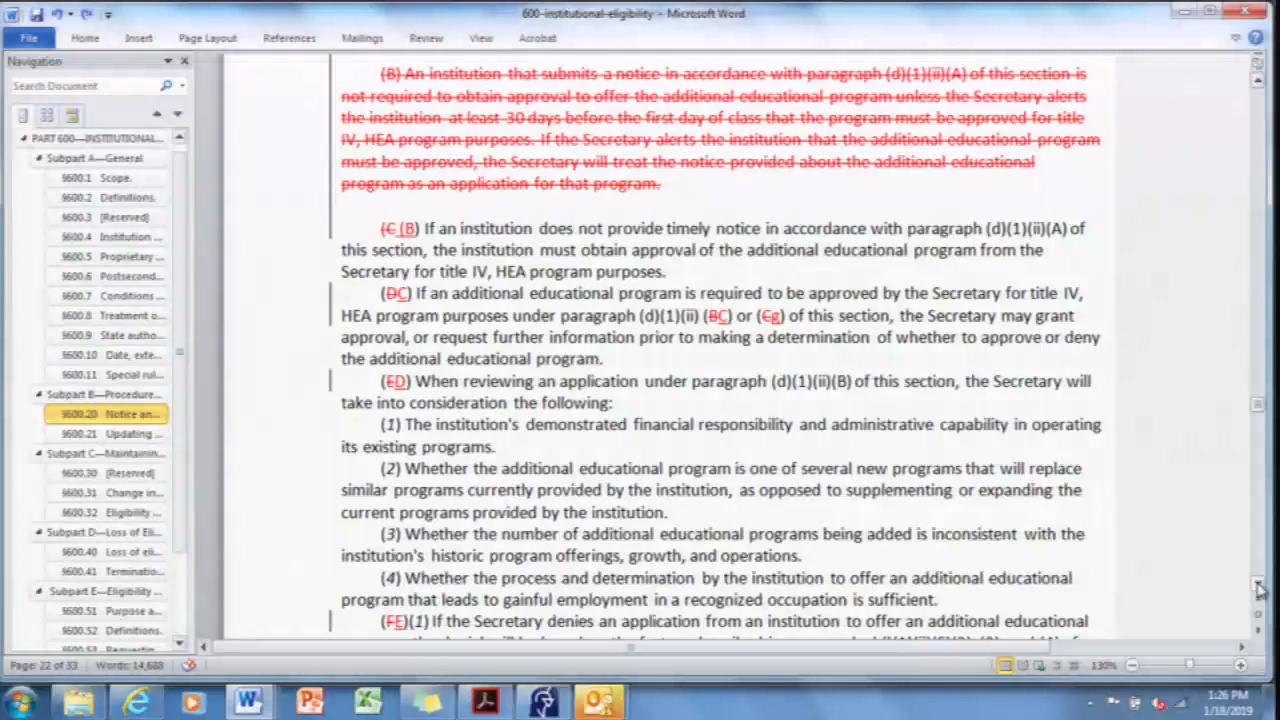 600-institutional-eligibility - Microsoft Word
File Home Insert Page Layout References Mailings Review View Acrobat
Navigation
Search Document
PART 600—INSTITUTIONAL...
Subpart A—General
§600.1 Scope.
§600.2 Definitions.
§600.3 [Reserved]
§600.4 Institution ...
§600.5 Proprietary ...
§600.6 Postsecond...
§600.7 Conditions ...
§600.8 Treatment o...
§600.9 State autho...
§600.10 Date, exte...
§600.11 Special rul...
Subpart B—Procedure...
§600.20 Notice an...
§600.21 Updating ...
Subpart C—Maintainin...
§600.30 [Reserved]
§600.31 Change in...
§600.32 Eligibility ...
Subpart D—Loss of Eli...
§600.40 Loss of eli...
§600.41 Terminatio...
Subpart E—Eligibility ...
§600.51 Purpose a...
§600.52 Definitions.
§600.53 Requestin...
(B) An institution that submits a notice in accordance with paragraph (d)(1)(ii)(A) of this section is
not required to obtain approval to offer the additional educational program unless the Secretary alerts
the institution at least 30 days before the first day of class that the program must be approved for title
IV, HEA program purposes. If the Secretary alerts the institution that the additional educational program
must be approved, the Secretary will treat the notice provided about the additional educational
program as an application for that program.
(C (B) If an institution does not provide timely notice in accordance with paragraph (d)(1)(ii)(A) of
this section, the institution must obtain approval of the additional educational program from the
Secretary for title IV, HEA program purposes.
(DC) If an additional educational program is required to be approved by the Secretary for title IV,
HEA program purposes under paragraph (d)(1)(ii) (BC) or (Cg) of this section, the Secretary may grant
approval, or request further information prior to making a determination of whether to approve or deny
the additional educational program.
(ED) When reviewing an application under paragraph (d)(1)(ii)(B) of this section, the Secretary will
take into consideration the following:
(1) The institution's demonstrated financial responsibility and administrative capability in operating
its existing programs.
(2) Whether the additional educational program is one of several new programs that will replace
similar programs currently provided by the institution, as opposed to supplementing or expanding the
current programs provided by the institution.
(3) Whether the number of additional educational programs being added is inconsistent with the
institution's historic program offerings, growth, and operations.
(4) Whether the process and determination by the institution to offer an additional educational
program that leads to gainful employment in a recognized occupation is sufficient.
(FE)(1) If the Secretary denies an application from an institution to offer an additional educational
Page: 22 of 33 Words: 14,688 130%
1:26 PM
1/18/2019